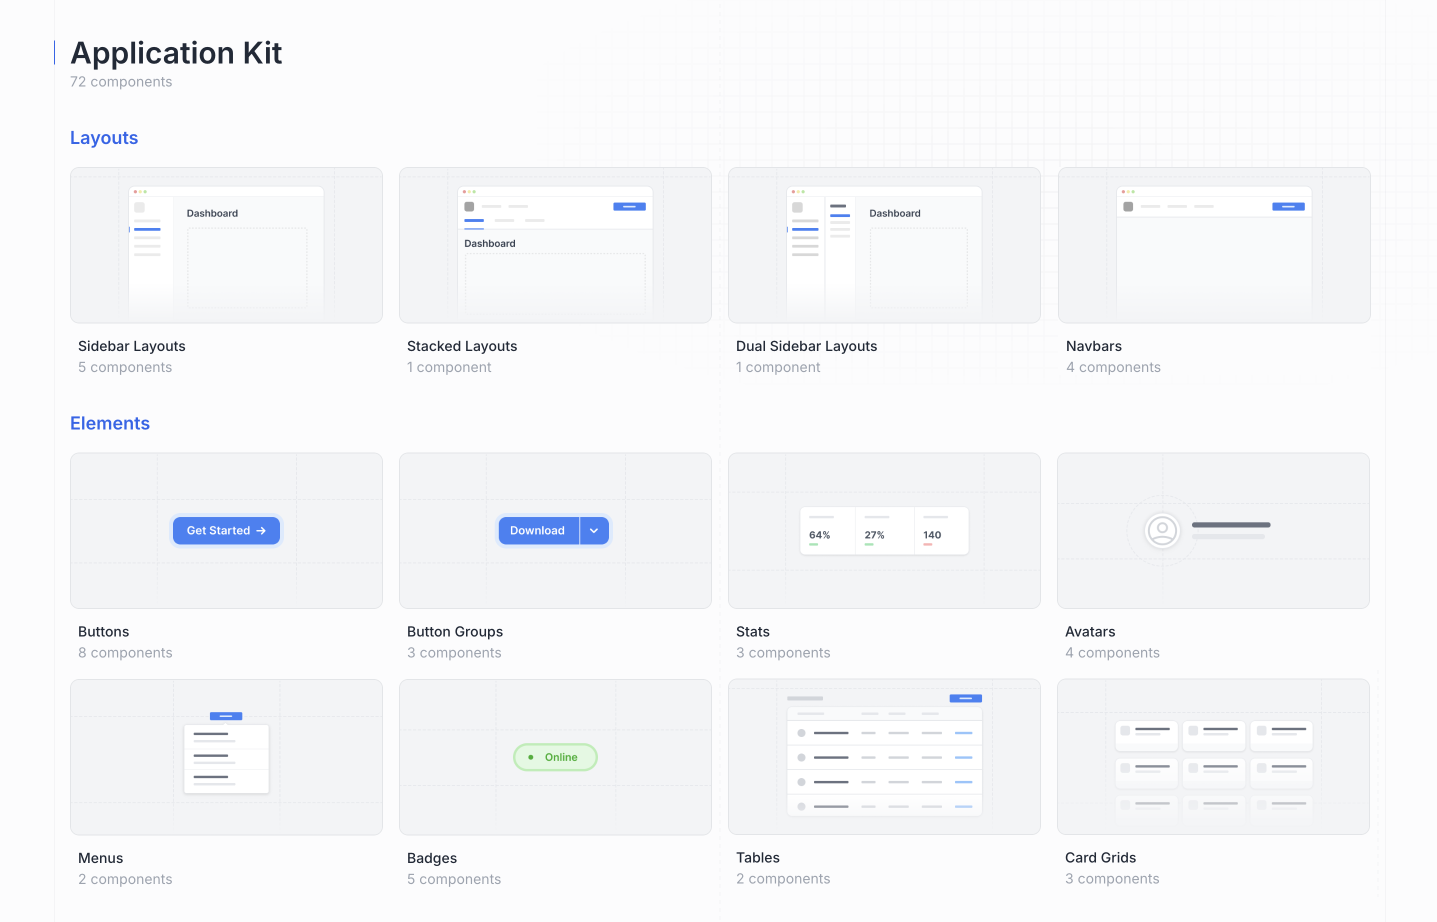 Application Kit
72 components
Layouts
Dashboard
Dashboard
Dashboard
Sidebar Layouts
5 components
Stacked Layouts
1 component
Dual Sidebar Layouts
1 component
Navbars
4 components
Elements
Get Started →
Download
64%
27%
140
Buttons
8 components
Button Groups
3 components
Stats
3 components
Avatars
4 components
Online
Menus
2 components
Badges
5 components
Tables
2 components
Card Grids
3 components